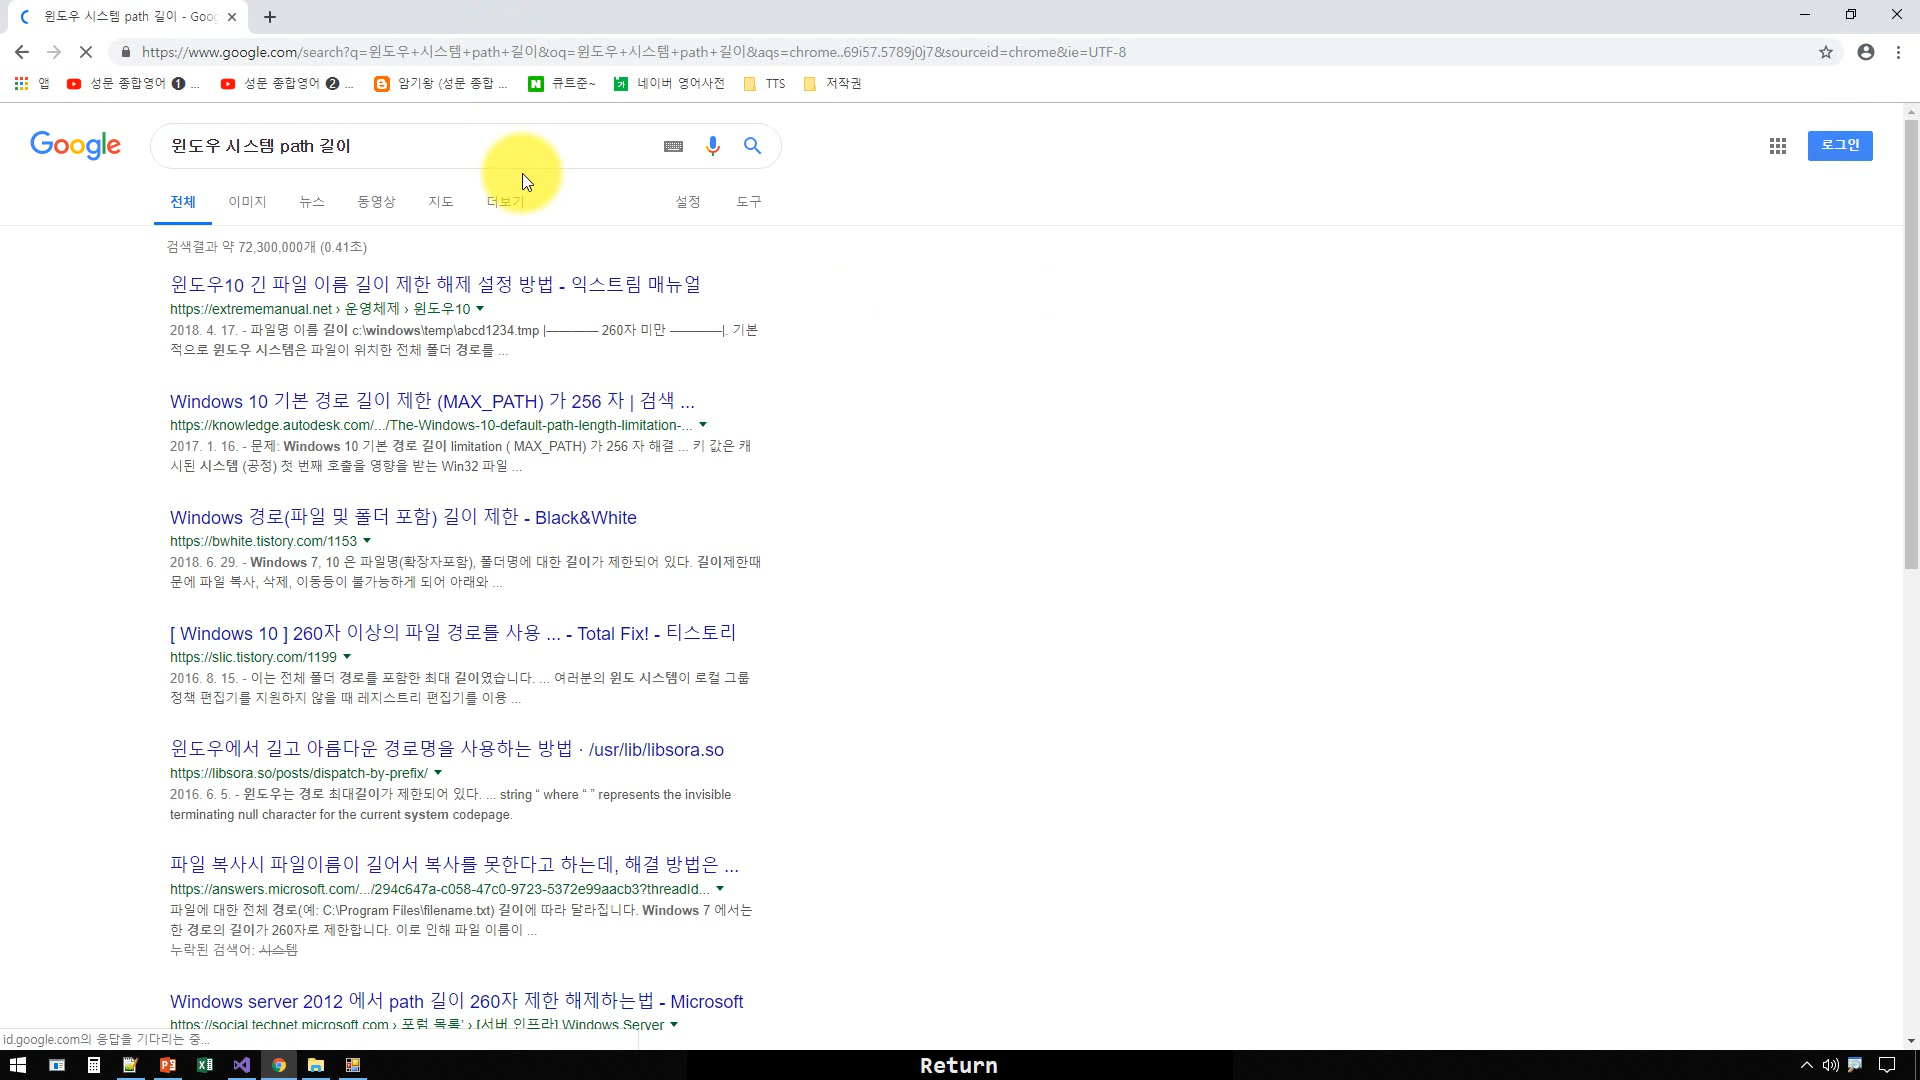 윈도우 시스템 path 길이 - Goo
https://www.google.com/search?q=윈도우+시스템+path+길이&oq=윈도우+시스템+path+길이&aqs=chrome..69i57.5789j0j7&sourceid=chrome&ie=UTF-8
앱 성문 종합영어 ❶ ... 성문 종합영어 ❷ ... 암기왕 (성문 종합 ... 큐트준~ 네이버 영어사전 TTS 저작권
Google 윈도우 시스템 path 길이 로그인
전체 이미지 뉴스 동영상 지도 더보기 설정 도구
검색결과 약 72,300,000개 (0.41초)
윈도우10 긴 파일 이름 길이 제한 해제 설정 방법 - 익스트림 매뉴얼
https://extrememanual.net › 운영체제 › 윈도우10
2018. 4. 17. - 파일명 이름 길이 c:\windows\temp\abcd1234.tmp |———— 260자 미만 ————|. 기본
적으로 윈도우 시스템은 파일이 위치한 전체 폴더 경로를 ...
Windows 10 기본 경로 길이 제한 (MAX_PATH) 가 256 자 | 검색 ...
https://knowledge.autodesk.com/.../The-Windows-10-default-path-length-limitation-...
2017. 1. 16. - 문제: Windows 10 기본 경로 길이 limitation ( MAX_PATH) 가 256 자 해결 ... 키 값은 캐
시된 시스템 (공정) 첫 번째 호출을 영향을 받는 Win32 파일 ...
Windows 경로(파일 및 폴더 포함) 길이 제한 - Black&White
https://bwhite.tistory.com/1153
2018. 6. 29. - Windows 7, 10 은 파일명(확장자포함), 폴더명에 대한 길이가 제한되어 있다. 길이제한때
문에 파일 복사, 삭제, 이동등이 불가능하게 되어 아래와 ...
[ Windows 10 ] 260자 이상의 파일 경로를 사용 ... - Total Fix! - 티스토리
https://slic.tistory.com/1199
2016. 8. 15. - 이는 전체 폴더 경로를 포함한 최대 길이였습니다. ... 여러분의 윈도 시스템이 로컬 그룹
정책 편집기를 지원하지 않을 때 레지스트리 편집기를 이용 ...
윈도우에서 길고 아름다운 경로명을 사용하는 방법 · /usr/lib/libsora.so
https://libsora.so/posts/dispatch-by-prefix/
2016. 6. 5. - 윈도우는 경로 최대길이가 제한되어 있다. ... string “ where “ ” represents the invisible
terminating null character for the current system codepage.
파일 복사시 파일이름이 길어서 복사를 못한다고 하는데, 해결 방법은 ...
https://answers.microsoft.com/.../294c647a-c058-47c0-9723-5372e99aacb3?threadId...
파일에 대한 전체 경로(예: C:\Program Files\filename.txt) 길이에 따라 달라집니다. Windows 7 에서는
한 경로의 길이가 260자로 제한합니다. 이로 인해 파일 이름이 ...
누락된 검색어: 시스템
Windows server 2012 에서 path 길이 260자 제한 해제하는법 - Microsoft
https://social.technet.microsoft.com › 포럼 목록' › [서버 인프라] Windows Server
id.google.com의 응답을 기다리는 중...
Return